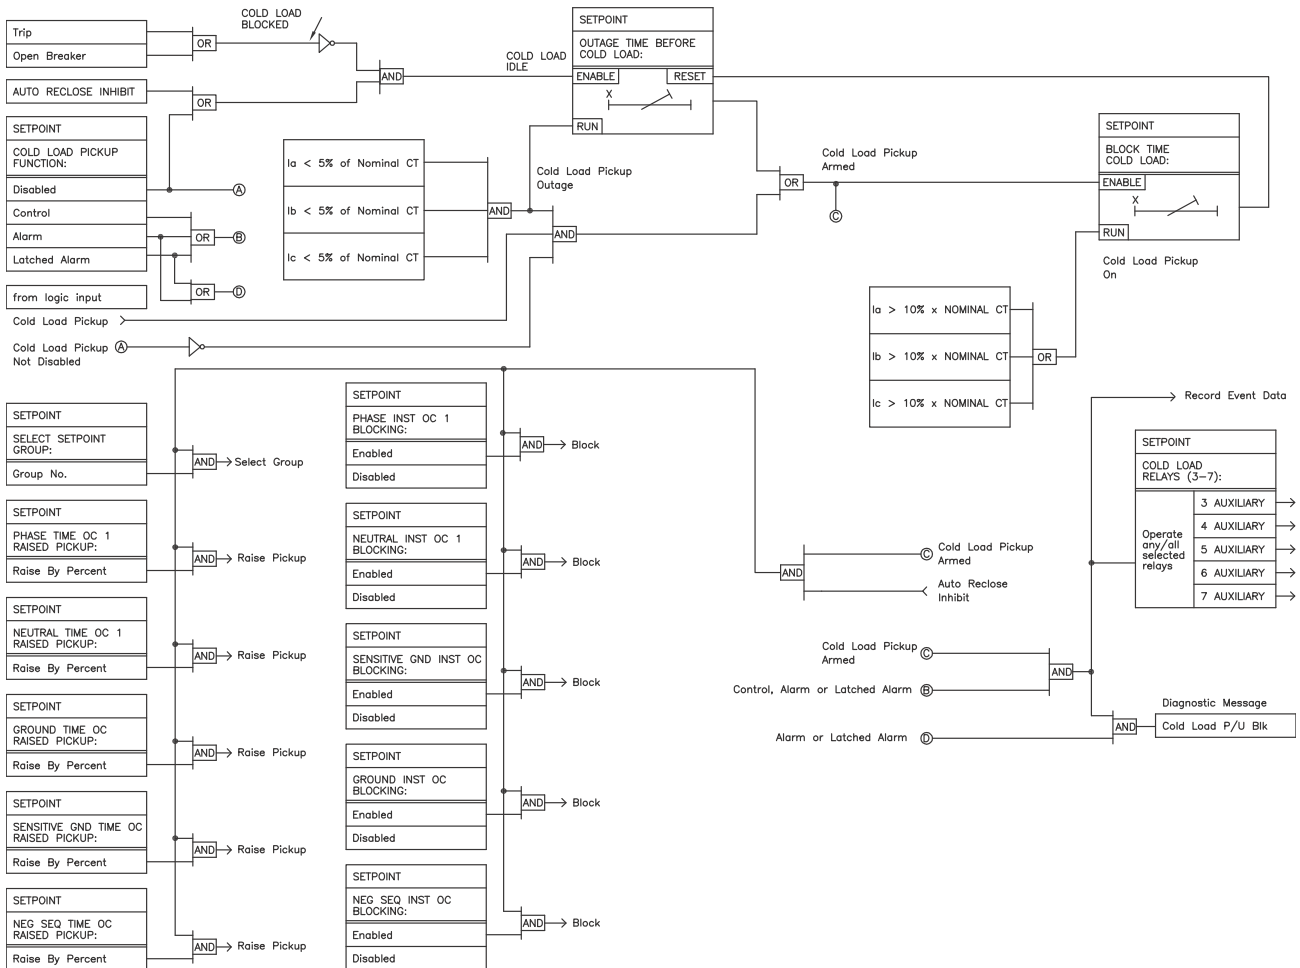 COLD LOAD
BLOCKED
Trip
Open Breaker
OR
AUTO RECLOSE INHIBIT
OR
AND
COLD LOAD
IDLE
SETPOINT
OUTAGE TIME BEFORE
COLD LOAD:
ENABLE
RESET
X
RUN
SETPOINT
COLD LOAD PICKUP
FUNCTION:
Disabled
A
Control
Alarm
Latched Alarm
OR
B
OR
D
from logic input
Cold Load Pickup
Cold Load Pickup
Not Disabled
A
Ia < 5% of Nominal CT
Ib < 5% of Nominal CT
Ic < 5% of Nominal CT
AND
Cold Load Pickup
Outage
AND
OR
Cold Load Pickup
Armed
C
SETPOINT
BLOCK TIME
COLD LOAD:
ENABLE
X
RUN
Cold Load Pickup
On
Ia > 10% x NOMINAL CT
Ib > 10% x NOMINAL CT
Ic > 10% x NOMINAL CT
OR
SETPOINT
SELECT SETPOINT
GROUP:
Group No.
AND
Select Group
SETPOINT
PHASE TIME OC 1
RAISED PICKUP:
Raise By Percent
AND
Raise Pickup
SETPOINT
NEUTRAL TIME OC 1
RAISED PICKUP:
Raise By Percent
AND
Raise Pickup
SETPOINT
GROUND TIME OC
RAISED PICKUP:
Raise By Percent
AND
Raise Pickup
SETPOINT
SENSITIVE GND TIME OC
RAISED PICKUP:
Raise By Percent
AND
Raise Pickup
SETPOINT
NEG SEQ TIME OC
RAISED PICKUP:
Raise By Percent
AND
Raise Pickup
SETPOINT
PHASE INST OC 1
BLOCKING:
Enabled
Disabled
AND
Block
SETPOINT
NEUTRAL INST OC 1
BLOCKING:
Enabled
Disabled
AND
Block
SETPOINT
SENSITIVE GND INST OC
BLOCKING:
Enabled
Disabled
AND
Block
SETPOINT
GROUND INST OC
BLOCKING:
Enabled
Disabled
AND
Block
SETPOINT
NEG SEQ INST OC
BLOCKING:
Enabled
Disabled
AND
Block
AND
C
Cold Load Pickup
Armed
Auto Reclose
Inhibit
Cold Load Pickup
Armed
C
Control, Alarm or Latched Alarm
B
AND
Alarm or Latched Alarm
D
AND
Diagnostic Message
Cold Load P/U Blk
Record Event Data
SETPOINT
COLD LOAD
RELAYS (3-7):
Operate
any/all
selected
relays
3 AUXILIARY
4 AUXILIARY
5 AUXILIARY
6 AUXILIARY
7 AUXILIARY